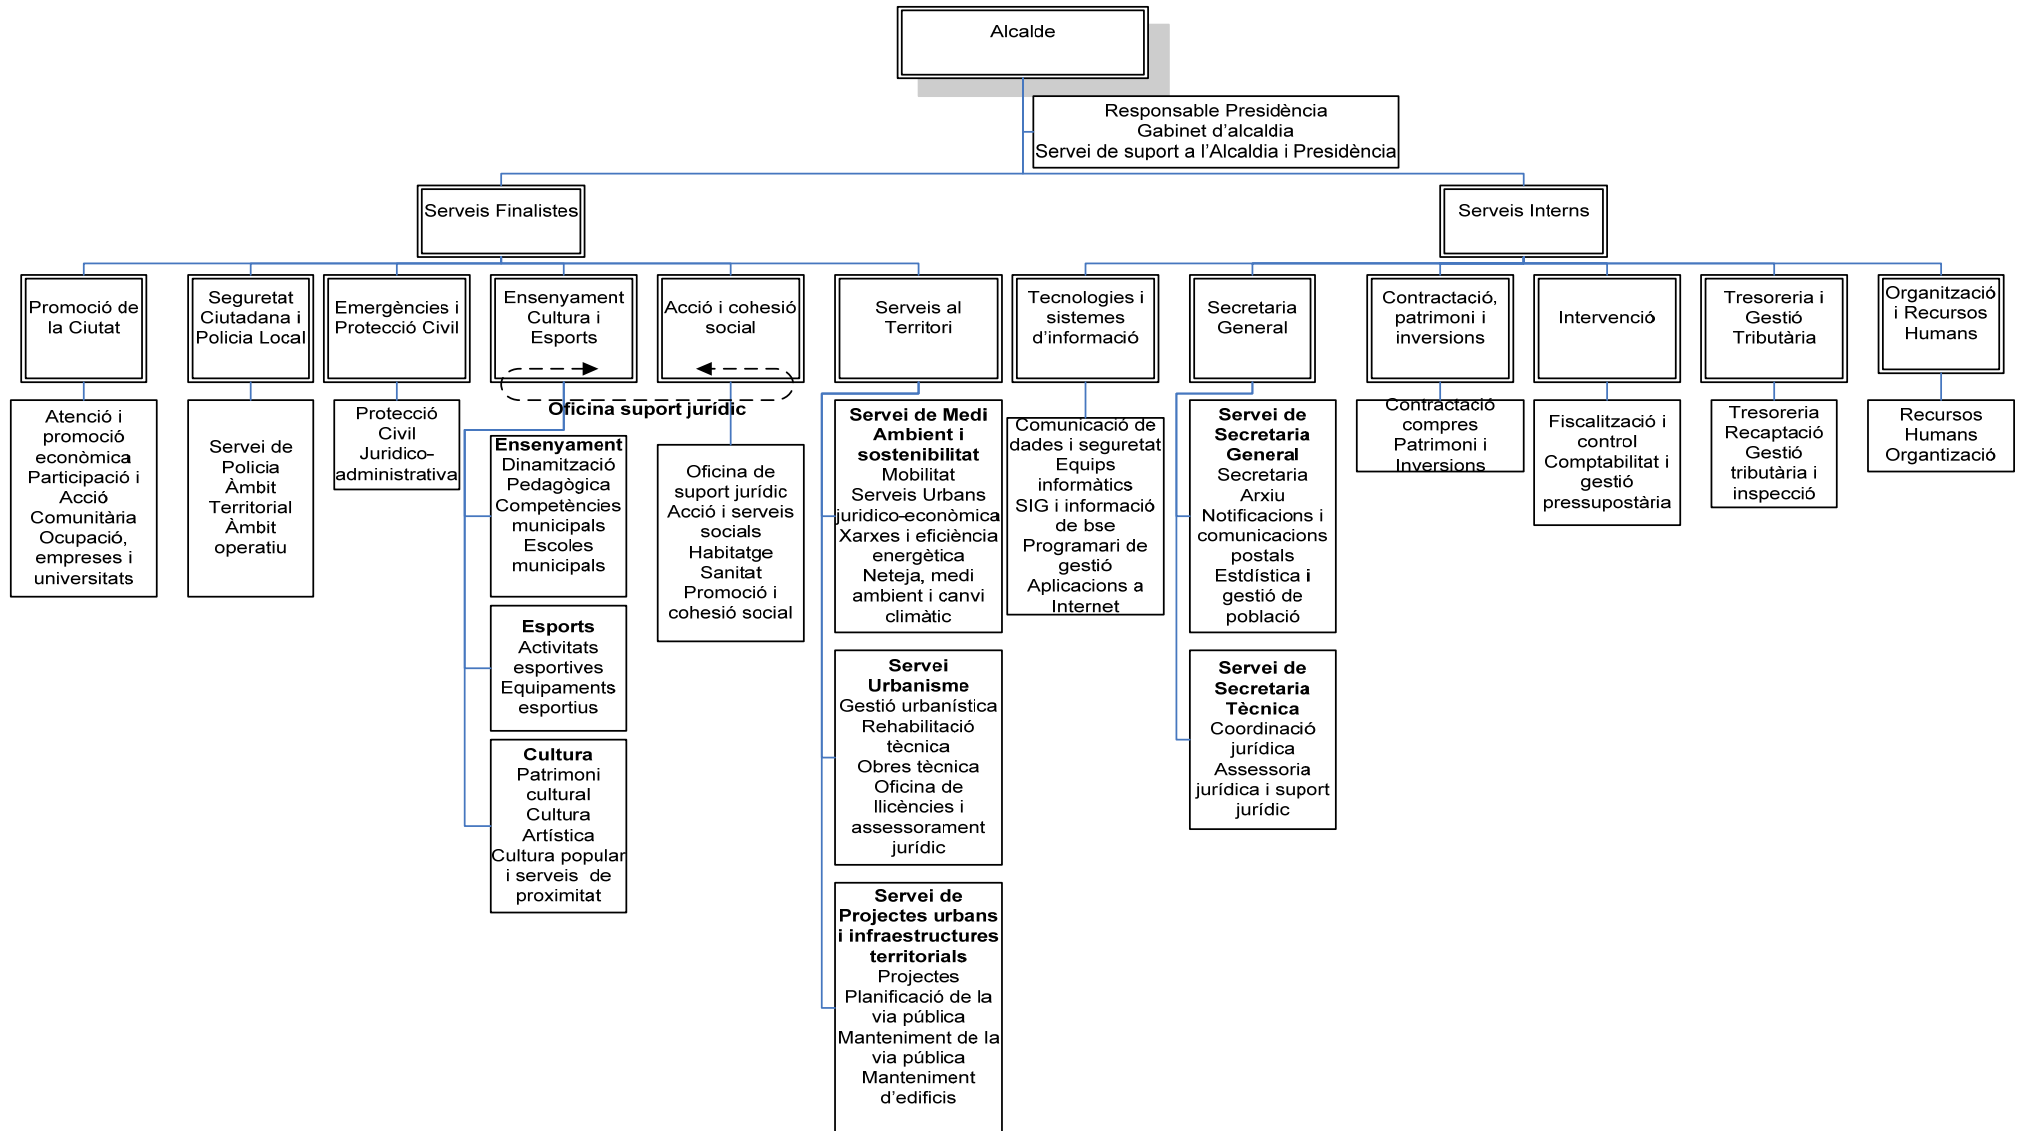 Alcalde
Responsable Presidència
Gabinet d'alcaldia
Servei de suport a l'Alcaldia i Presidència
Serveis Finalistes
Serveis Interns
Promoció de
la Ciutat
Seguretat
Ciutadana i
Policia Local
Emergències i
Protecció Civil
Ensenyament
Cultura i
Esports
Acció i cohesió
social
Serveis al
Territori
Tecnologies i
sistemes
d'informació
Secretaria
General
Contractació,
patrimoni i
inversions
Intervenció
Tresoreria i
Gestió
Tributària
Organització
i Recursos
Humans
Oficina suport jurídic
Atenció i
promoció
econòmica
Participació i
Acció
Comunitària
Ocupació,
empreses i
universitats
Servei de
Policia
Àmbit
Territorial
Àmbit
operatiu
Protecció
Civil
Juridico-
administrativa
Ensenyament
Dinamització
Pedagògica
Competències
municipals
Escoles
municipals
Esports
Activitats
esportives
Equipaments
esportius
Cultura
Patrimoni
cultural
Cultura
Artística
Cultura popular
i serveis de
proximitat
Oficina de
suport jurídic
Acció i serveis
socials
Habitatge
Sanitat
Promoció i
cohesió social
Servei de Medi
Ambient i
sostenibilitat
Mobilitat
Serveis Urbans
juridico-econòmica
Xarxes i eficiència
energètica
Neteja, medi
ambient i canvi
climàtic
Servei
Urbanisme
Gestió urbanística
Rehabilitació
tècnica
Obres tècnica
Oficina de
llicències i
assessorament
jurídic
Servei de
Projectes urbans
i infraestructures
territorials
Projectes
Planificació de la
via pública
Manteniment de la
via pública
Manteniment
d'edificis
Comunicació de
dades i seguretat
Equips
informàtics
SIG i informació
de bse
Programari de
gestió
Aplicacions a
Internet
Servei de
Secretaria
General
Secretaria
Arxiu
Notificacions i
comunicacions
postals
Estdística i
gestió de
població
Servei de
Secretaria
Tècnica
Coordinació
jurídica
Assessoria
jurídica i suport
jurídic
Contractació
compres
Patrimoni i
Inversions
Fiscalització i
control
Comptabilitat i
gestió
pressupostària
Tresoreria
Recaptació
Gestió
tributària i
inspecció
Recursos
Humans
Organtizació